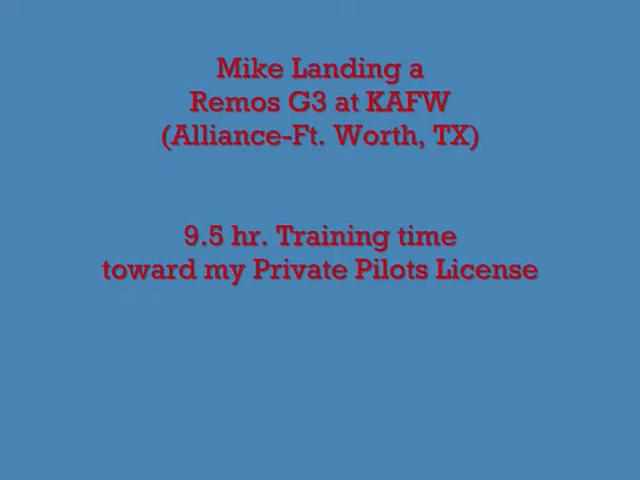 Mike Landing a
Remos G3 at KAFW
(Alliance-Ft. Worth, TX)
9.5 hr. Training time
toward my Private Pilots License